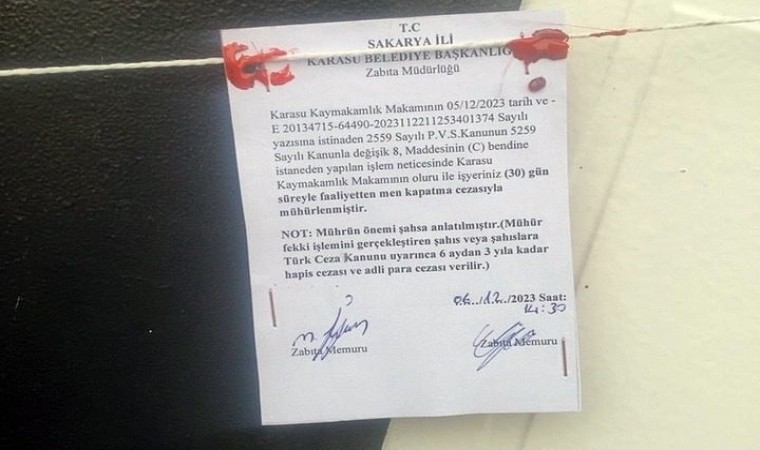 T.C
SAKARYA İLİ
KARASU BELEDİYE BAŞKANLIĞ
Zabıta Müdürlüğü
Karasu Kaymakamlık Makamının 05/12/2023 tarih ve -
E 20134715-64490-2023112211253401374 Sayılı
yazısına istinaden 2559 Sayılı P.V.S.Kanunun 5259
Sayılı Kanunla değişik 8, Maddesinin (C) bendine
istaneden yapılan işlem neticesinde Karasu
Kaymakamlık Makamının oluru ile işyeriniz (30) gün
süreyle faaliyetten men kapatma cezasıyla
mühürlenmiştir.
NOT: Mührün önemi şahsa anlatılmıştır.(Mühür
fekki işlemini gerçekleştiren şahıs veya şahıslara
Türk Ceza Kanunu uyarınca 6 aydan 3 yıla kadar
hapis cezası ve adli para cezası verilir.)
06../12../2023 Saat:
14:30
Zabıta Memuru
Zabıta Memuru